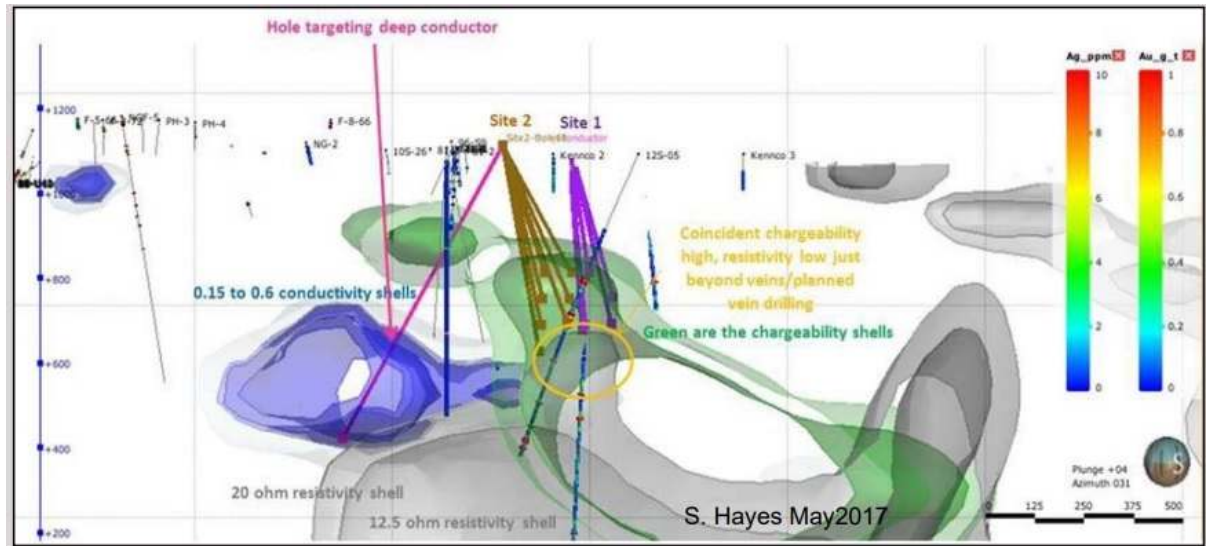 Hole targeting deep conductor
Ag_ppm
Au_g_t
10
8
6
4
2
0
1
0.8
0.6
0.4
0.2
0
+1200
+1000
+800
+600
+400
+200
PH-3
PH-4
F-8-66
NG-2
10S-26
Site 2
Site 1
Kennco 2
12S-05
Kennco 3
Coincident chargeability
high, resistivity low just
beyond veins/planned
vein drilling
0.15 to 0.6 conductivity shells
Green are the chargeability shells
20 ohm resistivity shell
12.5 ohm resistivity shell
S. Hayes May2017
Plunge +04
Azimuth 031
0
125
250
375
500